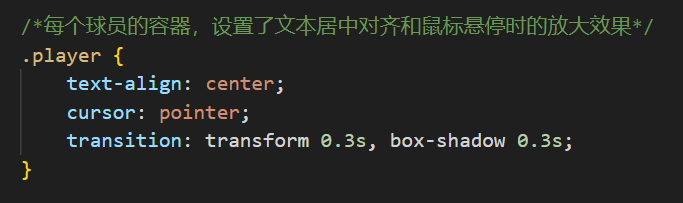 /*每个球员的容器，设置了文本居中对齐和鼠标悬停时的放大效果*/
.player {
    text-align: center;
    cursor: pointer;
    transition: transform 0.3s, box-shadow 0.3s;
}